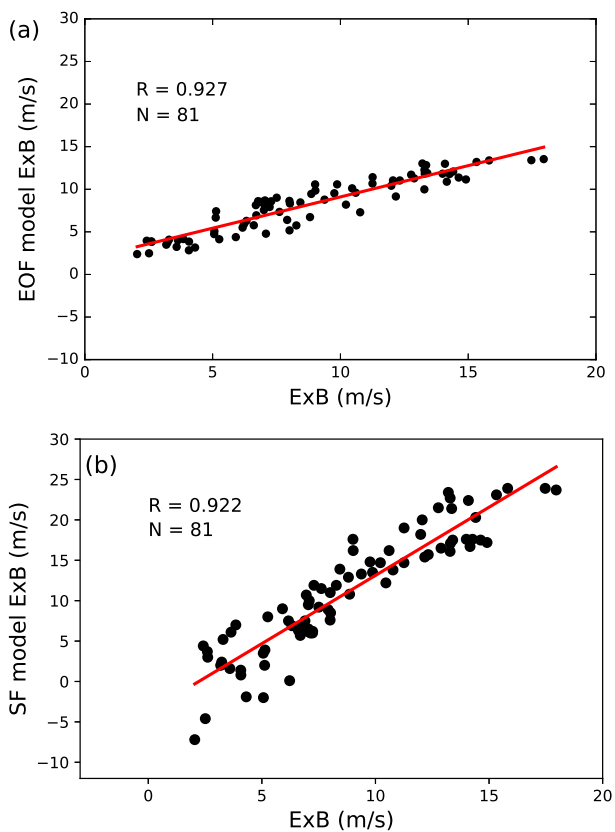 (a)
R = 0.927
N = 81
EOF model ExB (m/s)
30
25
20
15
10
5
0
−5
−10
0
5
10
15
20
ExB (m/s)
(b)
R = 0.922
N = 81
SF model ExB (m/s)
30
25
20
15
10
5
0
−5
−10
0
5
10
15
20
ExB (m/s)